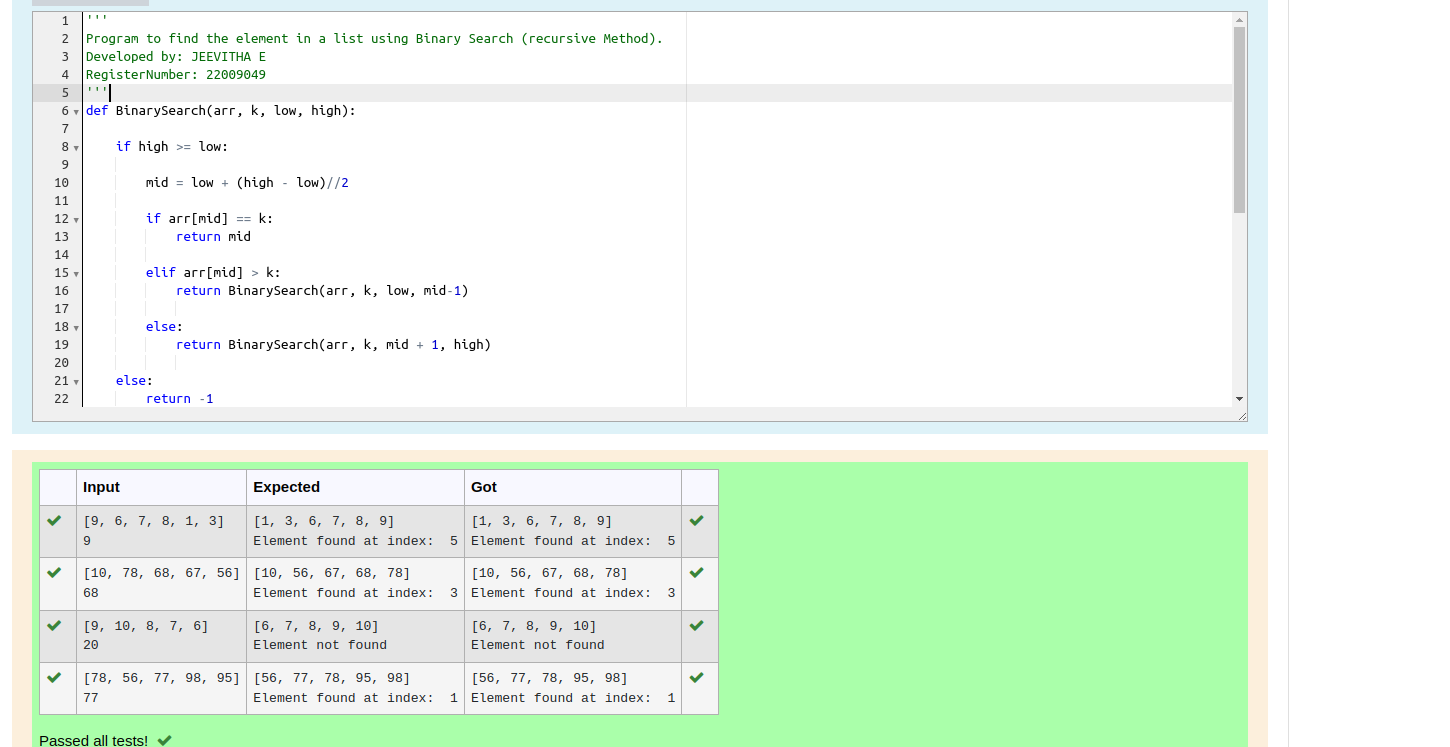 1 '''
2 Program to find the element in a list using Binary Search (recursive Method).
3 Developed by: JEEVITHA E
4 RegisterNumber: 22009049
5 '''
6 def BinarySearch(arr, k, low, high):
7
8     if high >= low:
9
10         mid = low + (high - low)//2
11
12         if arr[mid] == k:
13             return mid
14
15         elif arr[mid] > k:
16             return BinarySearch(arr, k, low, mid-1)
17
18         else:
19             return BinarySearch(arr, k, mid + 1, high)
20
21     else:
22         return -1
Input Expected Got
[9, 6, 7, 8, 1, 3] [1, 3, 6, 7, 8, 9] [1, 3, 6, 7, 8, 9]
9 Element found at index:  5 Element found at index:  5
[10, 78, 68, 67, 56] [10, 56, 67, 68, 78] [10, 56, 67, 68, 78]
68 Element found at index:  3 Element found at index:  3
[9, 10, 8, 7, 6] [6, 7, 8, 9, 10] [6, 7, 8, 9, 10]
20 Element not found Element not found
[78, 56, 77, 98, 95] [56, 77, 78, 95, 98] [56, 77, 78, 95, 98]
77 Element found at index:  1 Element found at index:  1
Passed all tests!